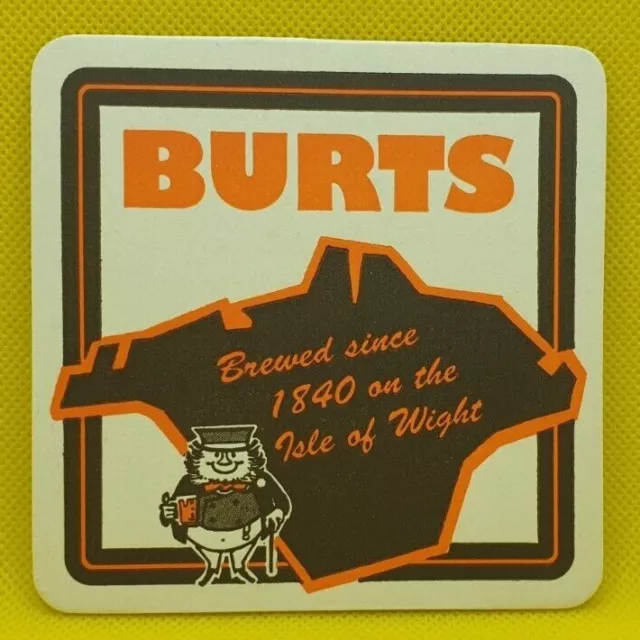 BURTS
Brewed since
1840 on the
Isle of Wight